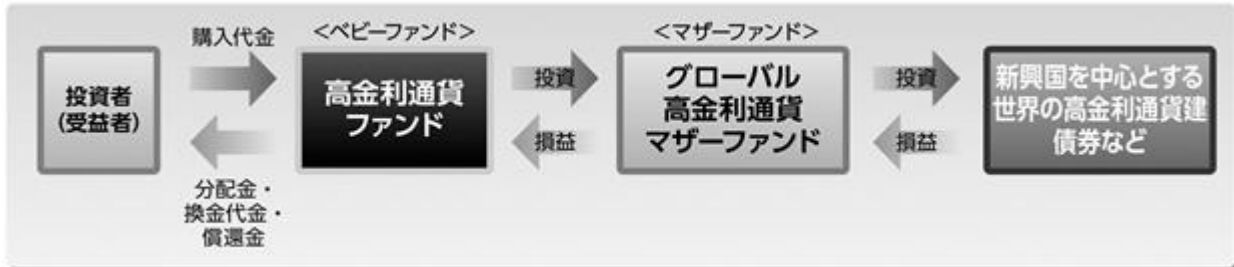 購入代金
<ベビーファンド>
<マザーファンド>
投資者
(受益者)
高金利通貨
ファンド
投資
損益
グローバル
高金利通貨
マザーファンド
投資
損益
新興国を中心とする
世界の高金利通貨建
債券など
分配金・
換金代金・
償還金